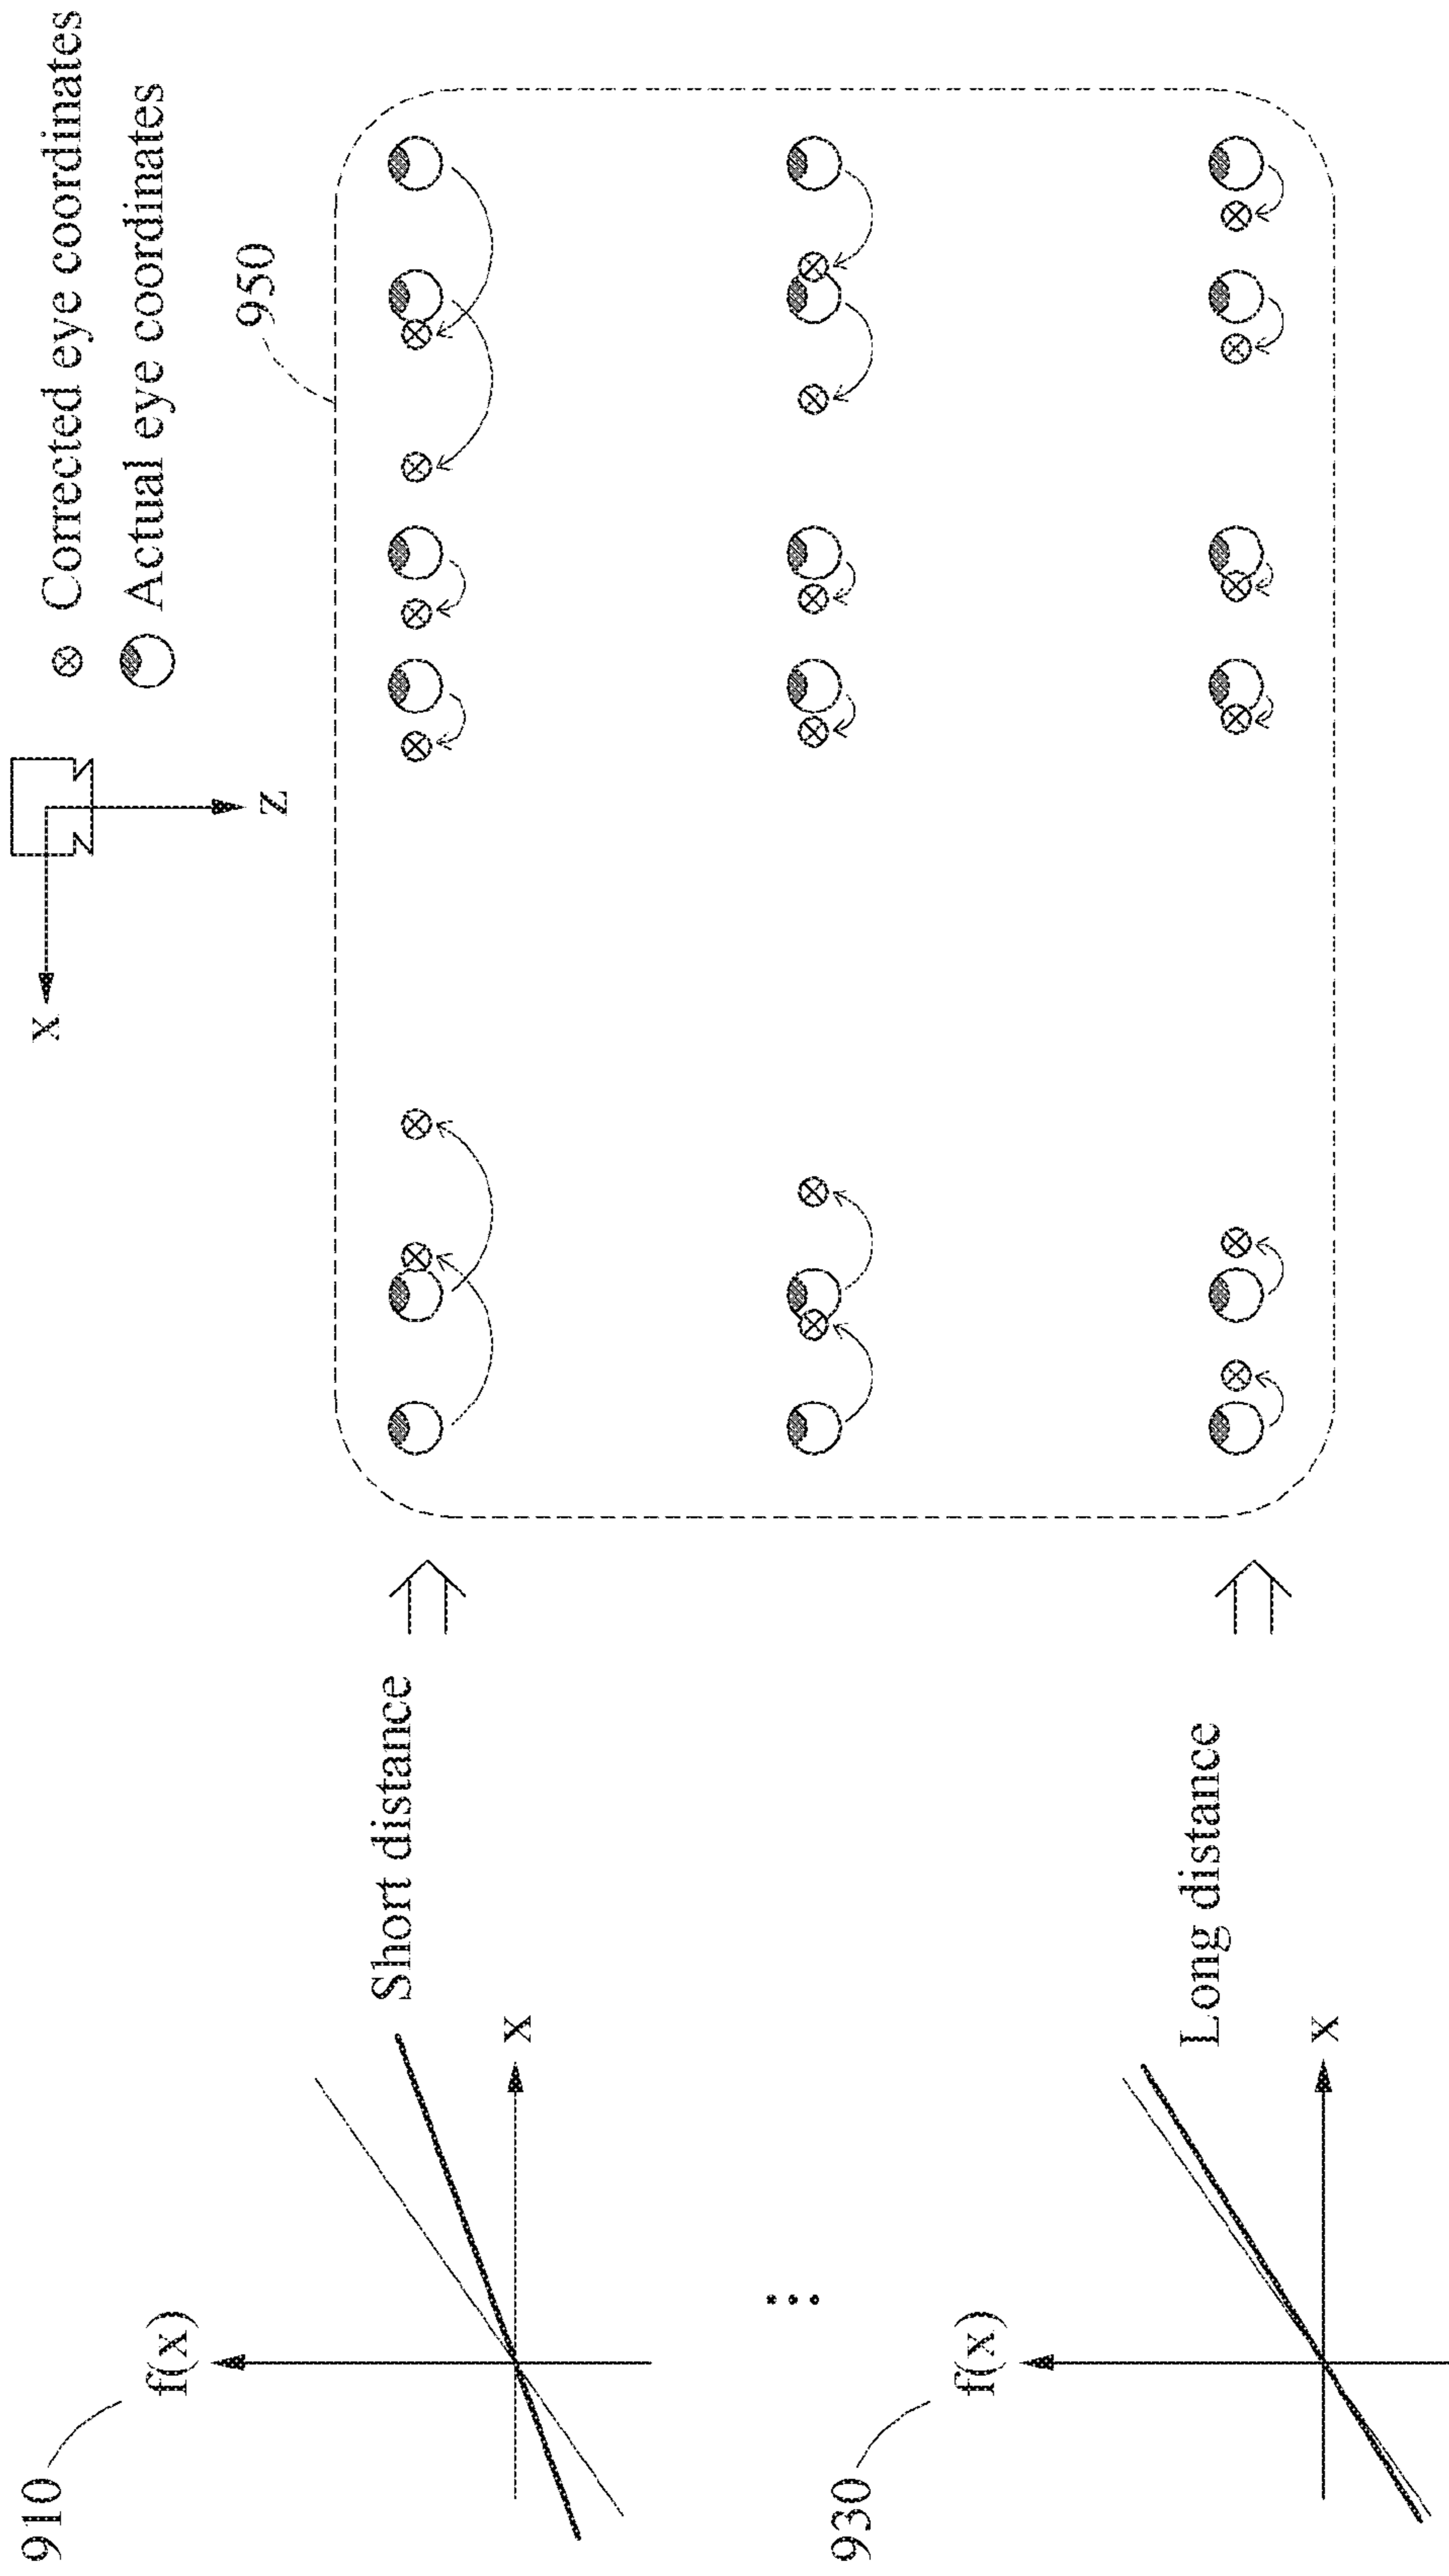 910
f(x)
x
Short distance
930
f(x)
x
Long distance
x
z
950
Corrected eye coordinates
Actual eye coordinates